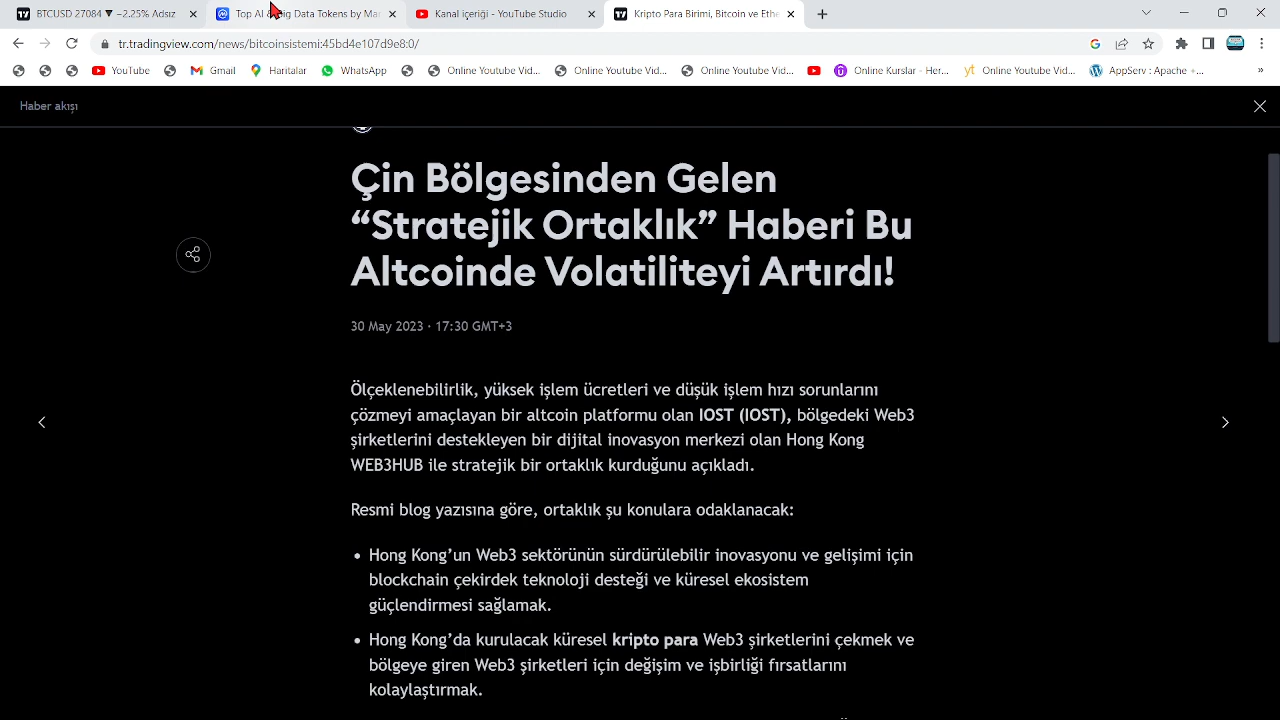 BTCUSD 27084 ▼ −2.25% Adsız
Top AI & Big Data Tokens by Mar
Kanal içeriği - YouTube Studio
Kripto Para Birimi, Bitcoin ve Ethe
tr.tradingview.com/news/bitcoinsistemi:45bd4e107d9e8:0/
YouTube
Gmail
Haritalar
WhatsApp
Online Youtube Vid...
Online Youtube Vid...
Online Youtube Vid...
Online Kurslar - Her...
Online Youtube Vid...
AppServ : Apache +...
»
Haber akışı
Çin Bölgesinden Gelen
“Stratejik Ortaklık” Haberi Bu
Altcoinde Volatiliteyi Artırdı!
30 May 2023 · 17:30 GMT+3
Ölçeklenebilirlik, yüksek işlem ücretleri ve düşük işlem hızı sorunlarını
çözmeyi amaçlayan bir altcoin platformu olan IOST (IOST), bölgedeki Web3
şirketlerini destekleyen bir dijital inovasyon merkezi olan Hong Kong
WEB3HUB ile stratejik bir ortaklık kurduğunu açıkladı.
Resmi blog yazısına göre, ortaklık şu konulara odaklanacak:
• Hong Kong’un Web3 sektörünün sürdürülebilir inovasyonu ve gelişimi için
blockchain çekirdek teknoloji desteği ve küresel ekosistem
güçlendirmesi sağlamak.
• Hong Kong’da kurulacak küresel kripto para Web3 şirketlerini çekmek ve
bölgeye giren Web3 şirketleri için değişim ve işbirliği fırsatlarını
kolaylaştırmak.